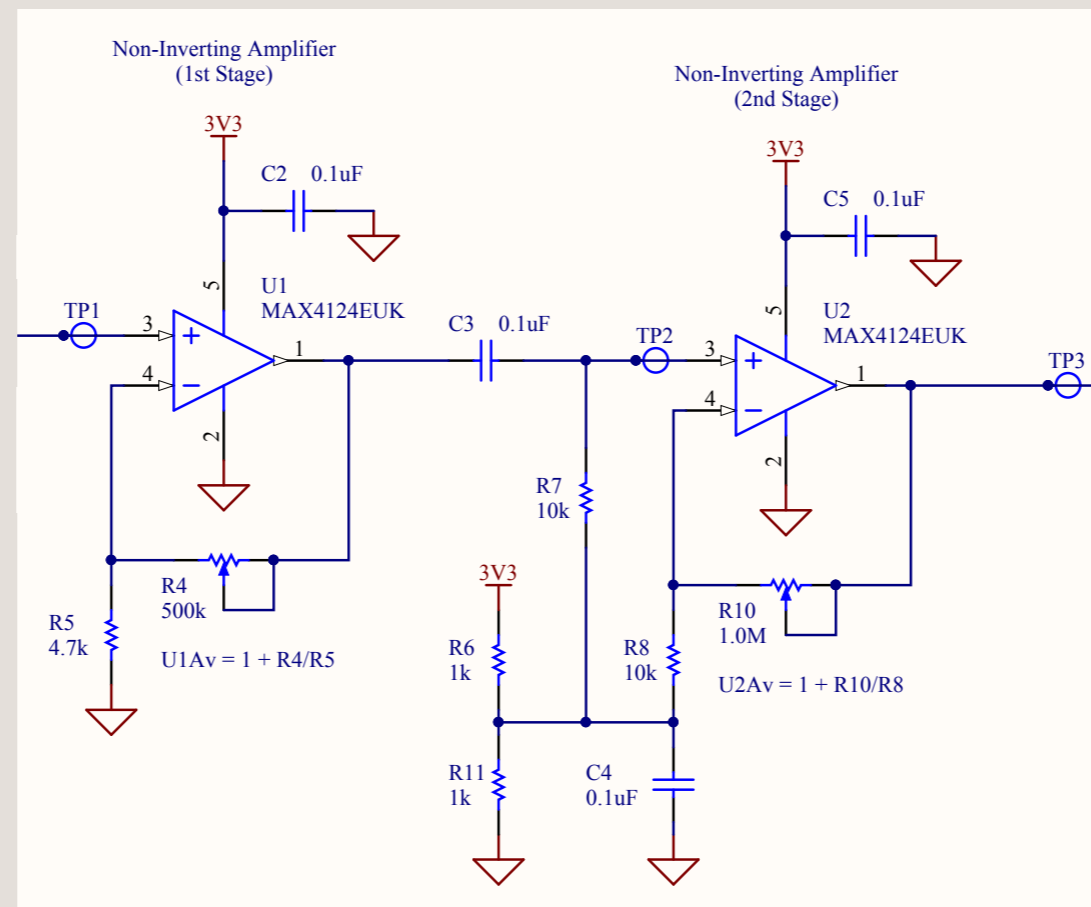 Non-Inverting Amplifier
(1st Stage)
3V3
C2 0.1uF
5
U1
MAX4124EUK
TP1
3
+
1
4
−
2
R4
500k
R5
4.7k
U1Av = 1 + R4/R5
C3 0.1uF
TP2
R7
10k
3V3
R6
1k
R11
1k
C4
0.1uF
Non-Inverting Amplifier
(2nd Stage)
3V3
C5 0.1uF
5
U2
MAX4124EUK
3
+
1
TP3
4
−
2
R10
1.0M
R8
10k
U2Av = 1 + R10/R8